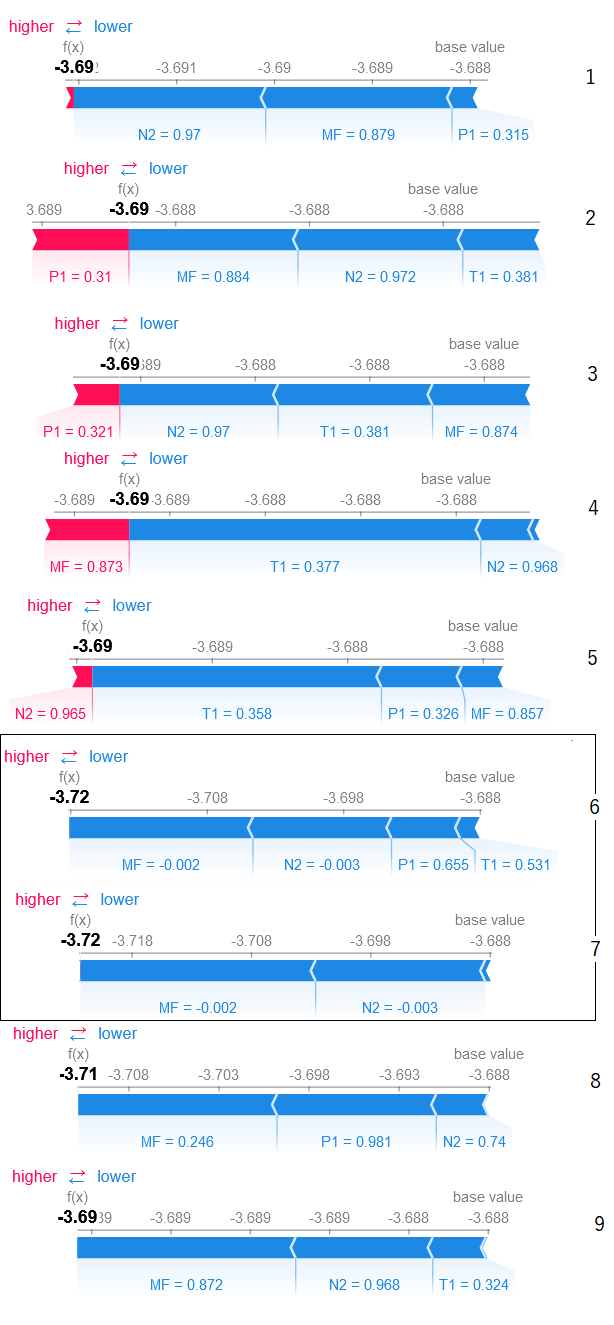 higher ⇄ lower
f(x) base value
-3.69 -3.691 -3.69 -3.689 -3.688
1
N2 = 0.97 MF = 0.879 P1 = 0.315
higher ⇄ lower
f(x) base value
3.689 -3.69 -3.688 -3.688 -3.688
2
P1 = 0.31 MF = 0.884 N2 = 0.972 T1 = 0.381
higher ⇄ lower
f(x) base value
-3.69 -3.688 -3.688 -3.688
3
P1 = 0.321 N2 = 0.97 T1 = 0.381 MF = 0.874
higher ⇄ lower
f(x) base value
-3.689 -3.69 -3.689 -3.688 -3.688 -3.688
4
MF = 0.873 T1 = 0.377 N2 = 0.968
higher ⇄ lower
f(x) base value
-3.69 -3.689 -3.688 -3.688
5
N2 = 0.965 T1 = 0.358 P1 = 0.326 MF = 0.857
higher ⇄ lower
f(x) base value
-3.72 -3.708 -3.698 -3.688
6
MF = -0.002 N2 = -0.003 P1 = 0.655 T1 = 0.531
higher ⇄ lower
f(x) base value
-3.72 -3.718 -3.708 -3.698 -3.688
7
MF = -0.002 N2 = -0.003
higher ⇄ lower
f(x) base value
-3.71 -3.708 -3.703 -3.698 -3.693 -3.688
8
MF = 0.246 P1 = 0.981 N2 = 0.74
higher ⇄ lower
f(x) base value
-3.69 -3.689 -3.689 -3.689 -3.688 -3.688
9
MF = 0.872 N2 = 0.968 T1 = 0.324